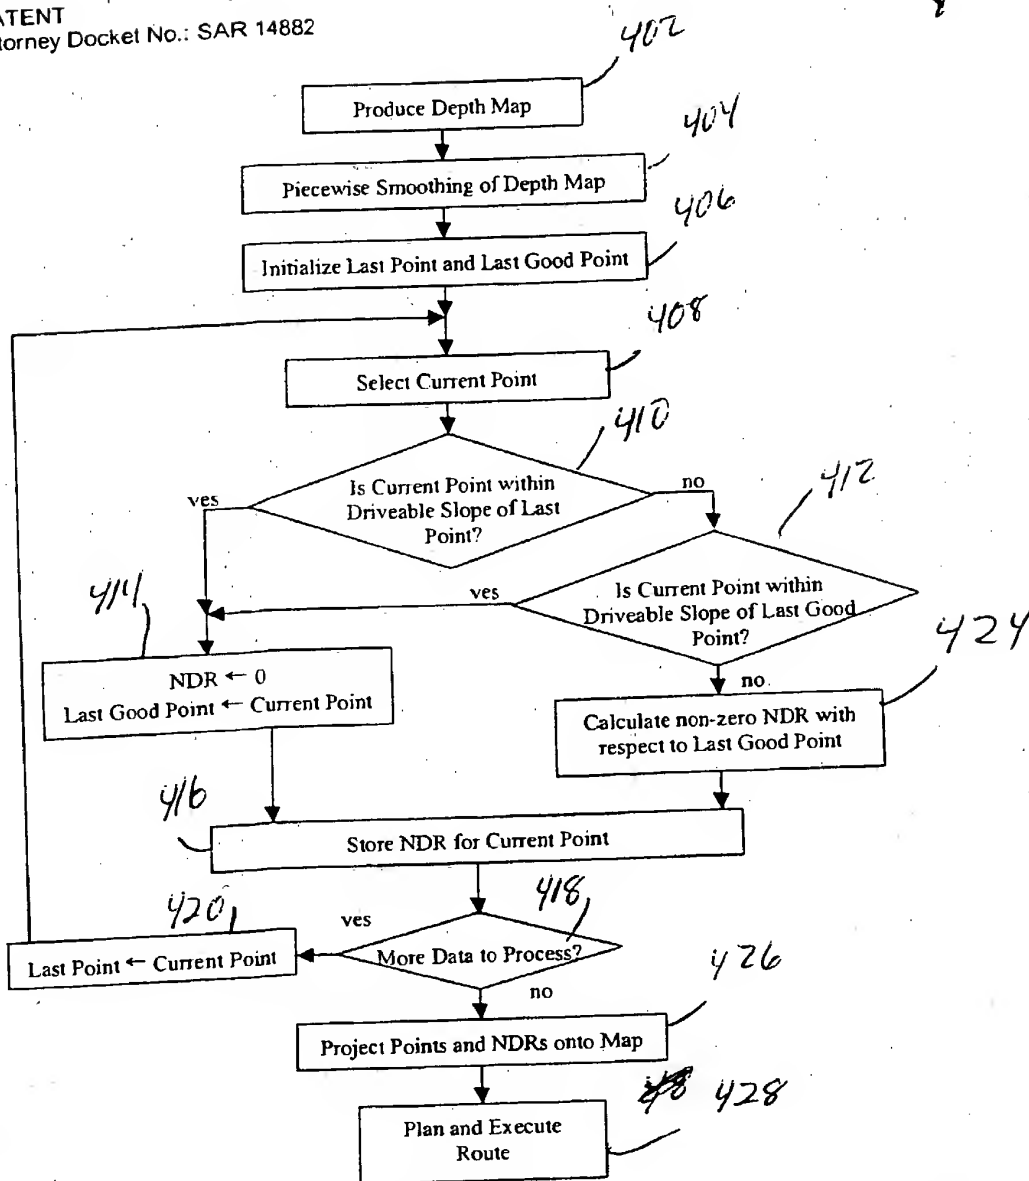 ATENT
torney Docket No.: SAR 14882
402
Produce Depth Map
404
Piecewise Smoothing of Depth Map
406
Initialize Last Point and Last Good Point
408
Select Current Point
410
Is Current Point within
Driveable Slope of Last
Point?
yes
no
412
Is Current Point within
Driveable Slope of Last Good
Point?
yes
no
414
NDR ← 0
Last Good Point ← Current Point
424
Calculate non-zero NDR with
respect to Last Good Point
416
Store NDR for Current Point
418
More Data to Process?
yes
no
420
Last Point ← Current Point
426
Project Points and NDRs onto Map
428
Plan and Execute
Route